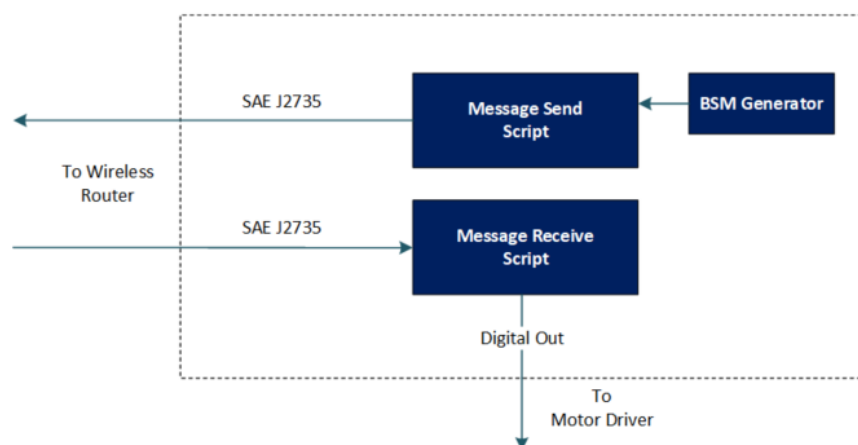 SAE J2735
Message Send
Script
BSM Generator
To Wireless
Router
SAE J2735
Message Receive
Script
Digital Out
To
Motor Driver